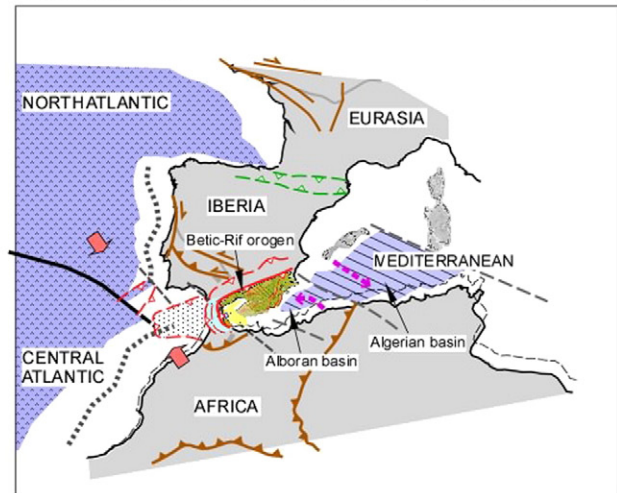 NORTHATLANTIC
EURASIA
IBERIA
Betic-Rif orogen
MEDITERRANEAN
CENTRAL
ATLANTIC
Alboran basin
Algerian basin
AFRICA